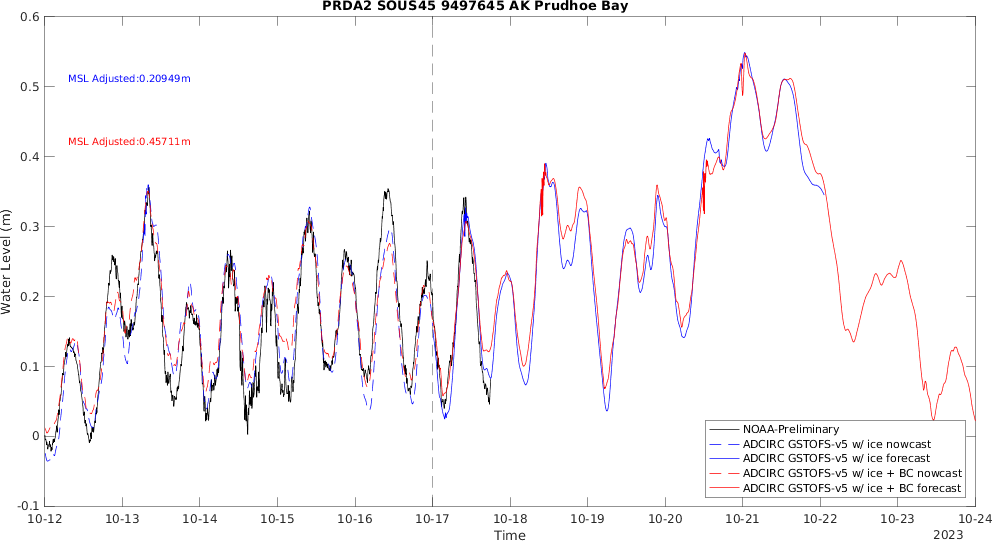 PRDA2 SOUS45 9497645 AK Prudhoe Bay
0.6
0.5
0.4
0.3
0.2
0.1
0
-0.1
Water Level (m)
MSL Adjusted:0.20949m
MSL Adjusted:0.45711m
NOAA-Preliminary
ADCIRC GSTOFS-v5 w/ ice nowcast
ADCIRC GSTOFS-v5 w/ ice forecast
ADCIRC GSTOFS-v5 w/ ice + BC nowcast
ADCIRC GSTOFS-v5 w/ ice + BC forecast
10-12 10-13 10-14 10-15 10-16 10-17 10-18 10-19 10-20 10-21 10-22 10-23 10-24
Time
2023